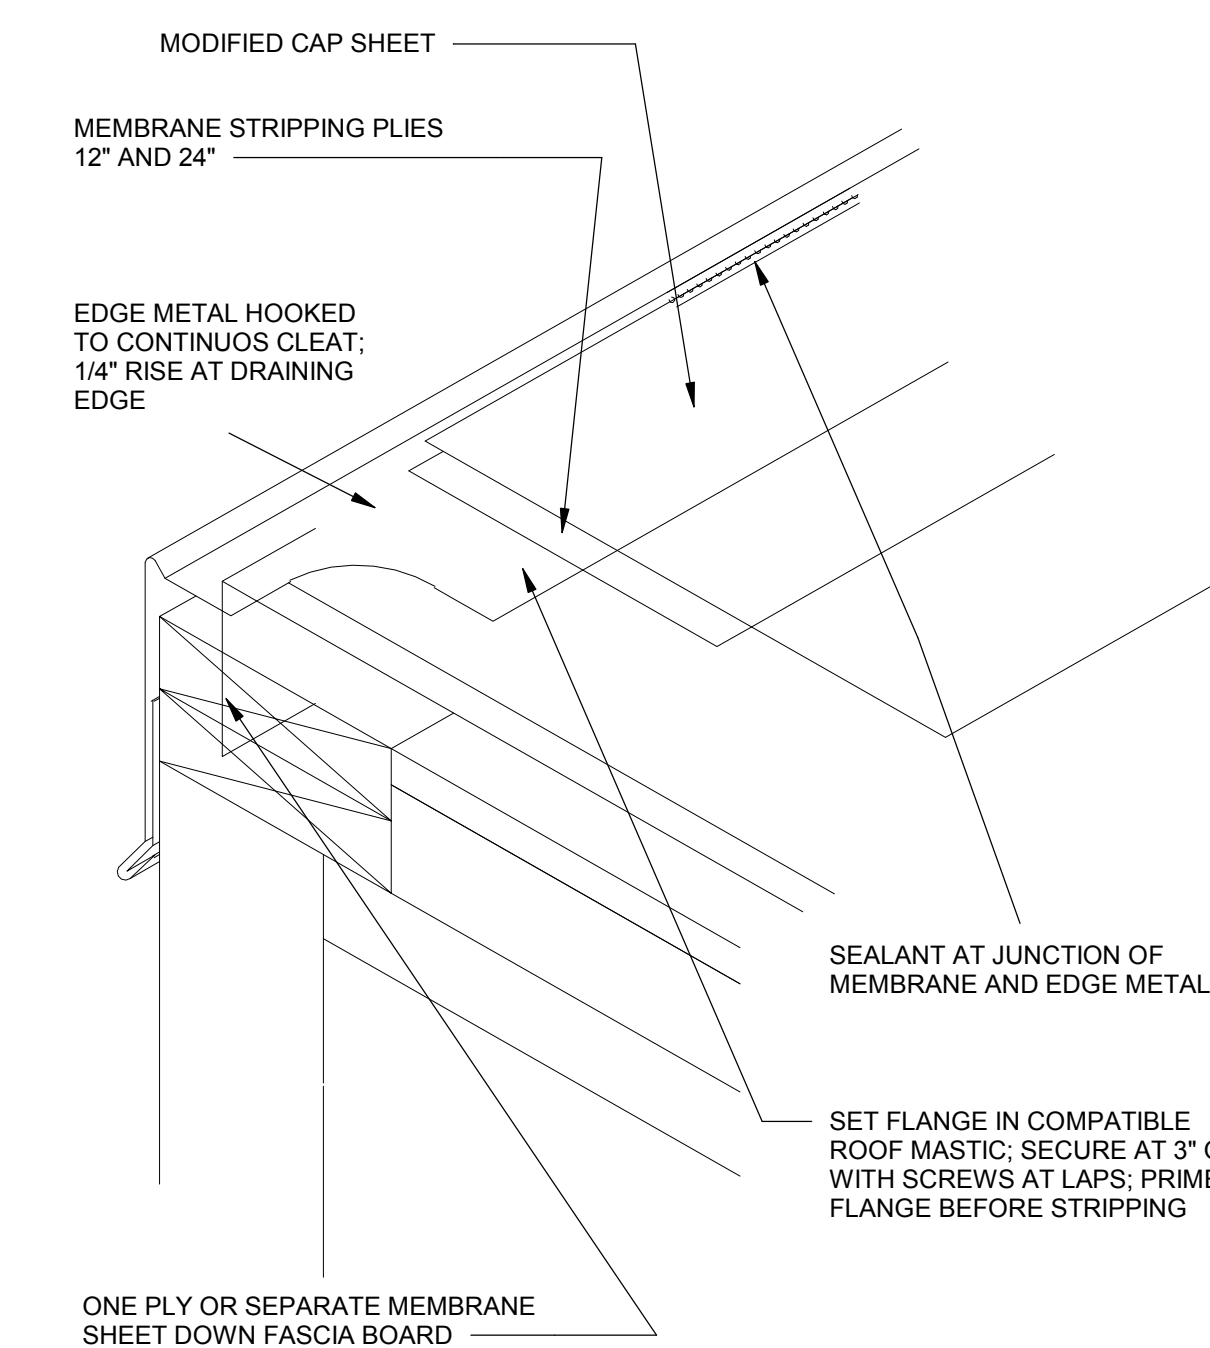 MODIFIED CAP SHEET
MEMBRANE STRIPPING PLIES
12" AND 24"
EDGE METAL HOOKED
TO CONTINUOS CLEAT;
1/4" RISE AT DRAINING
EDGE
SEALANT AT JUNCTION OF
MEMBRANE AND EDGE METAL
SET FLANGE IN COMPATIBLE
ROOF MASTIC; SECURE AT 3"
WITH SCREWS AT LAPS; PRIME
FLANGE BEFORE STRIPPING
ONE PLY OR SEPARATE MEMBRANE
SHEET DOWN FASCIA BOARD